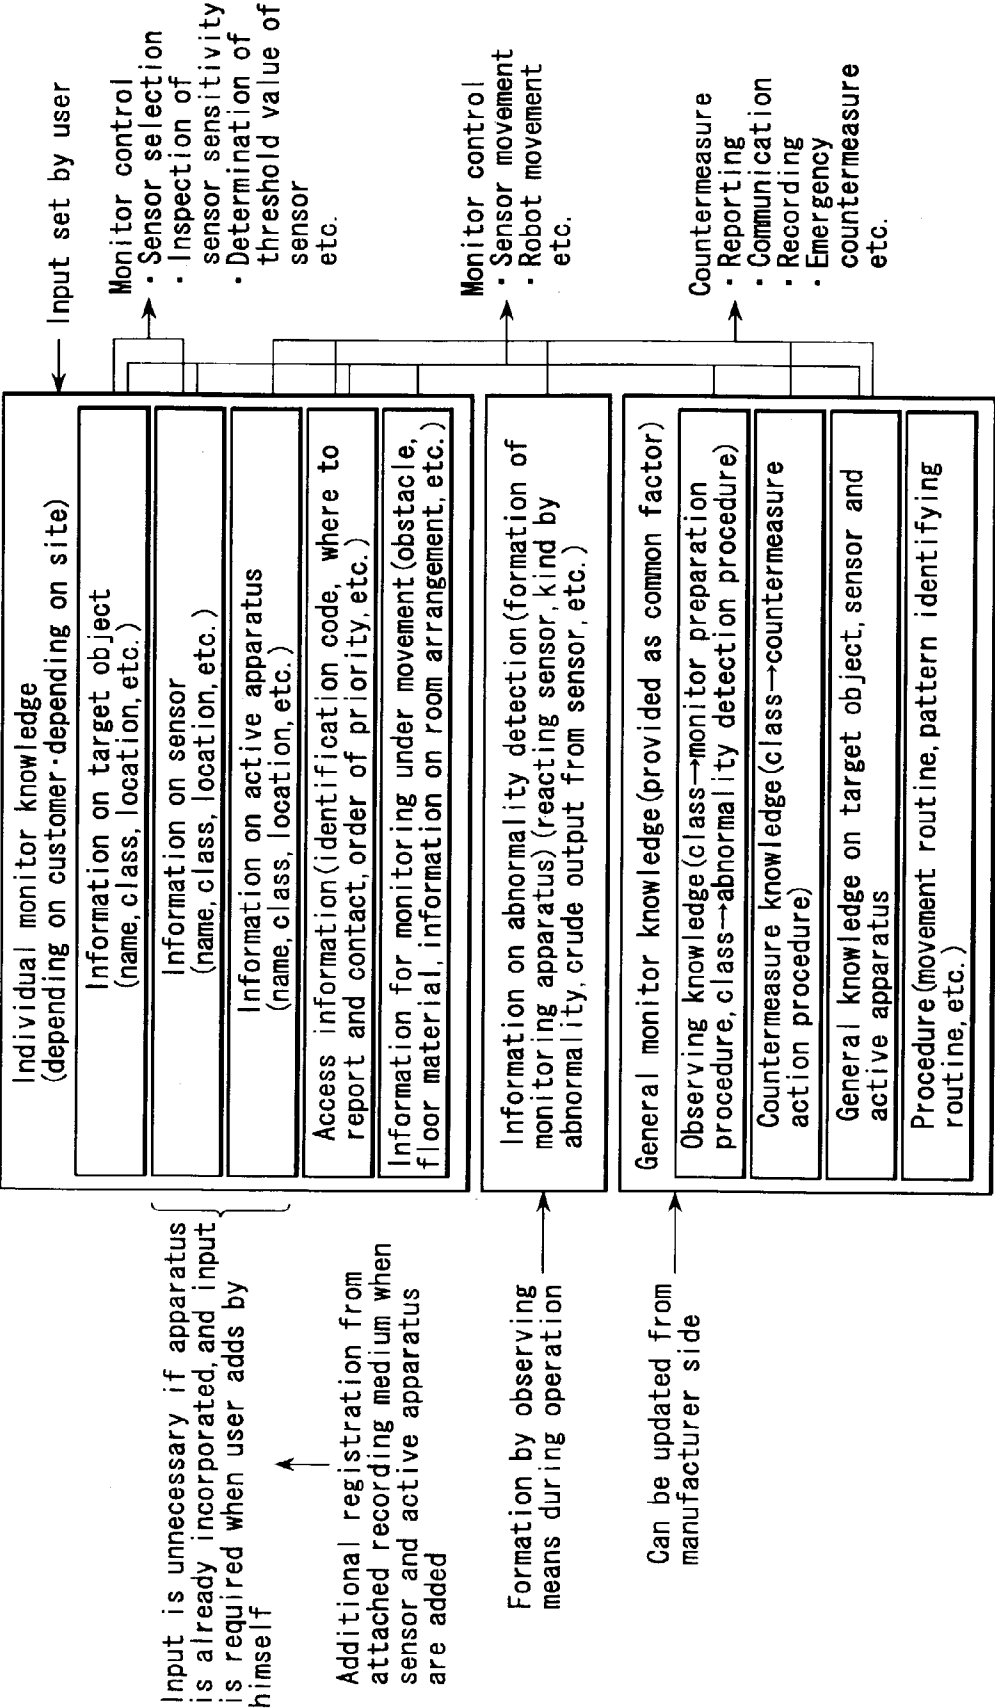 Input is unnecessary if apparatus
is already incorporated, and input
is required when user adds by
himself
Additional registration from
attached recording medium when
sensor and active apparatus
are added
Formation by observing
means during operation
Can be updated from
manufacturer side
Individual monitor knowledge
(depending on customer·depending on site)
Information on target object
(name, class, location, etc.)
Information on sensor
(name, class, location, etc.)
Information on active apparatus
(name, class, location, etc.)
Access information(identification code, where to
report and contact, order of priority, etc.)
Information for monitoring under movement(obstacle,
floor material, information on room arrangement, etc.)
Information on abnormality detection(formation of
monitoring apparatus)(reacting sensor, kind by
abnormality, crude output from sensor, etc.)
General monitor knowledge(provided as common factor)
Observing knowledge(class→monitor preparation
procedure, class→abnormality detection procedure)
Countermeasure knowledge(class→countermeasure
action procedure)
General knowledge on target object, sensor and
active apparatus
Procedure(movement routine, pattern identifying
routine, etc.)
Input set by user
Monitor control
· Sensor selection
· Inspection of
sensor sensitivity
· Determination of
threshold value of
sensor
etc.
Monitor control
· Sensor movement
· Robot movement
etc.
Countermeasure
· Reporting
· Communication
· Recording
· Emergency
countermeasure
etc.